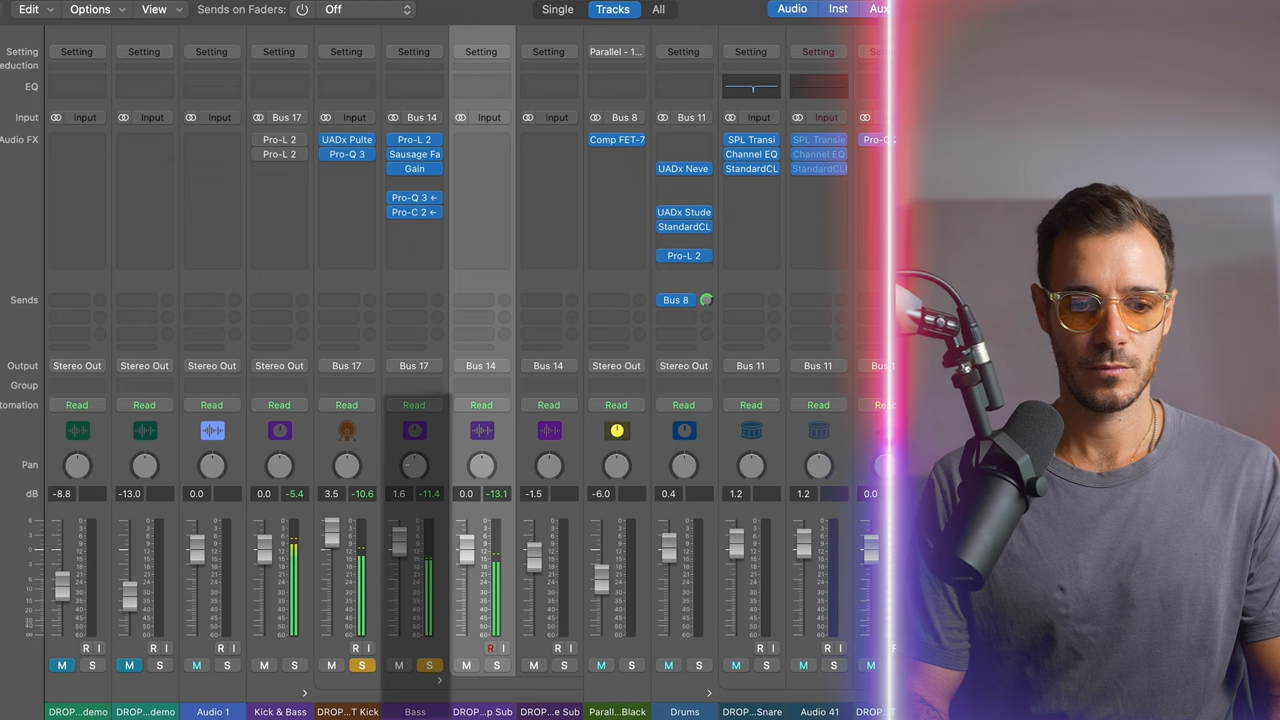 Edit Options View Sends on Faders: Off Single Tracks All Audio Inst Aux
Setting Setting Setting Setting Setting Setting Setting Setting Setting Parallel - 1... Setting Setting Setting
eduction
EQ
Input Input Input Input Bus 17 Input Bus 14 Input Input Bus 8 Bus 11 Input Input
Audio FX Pro-L 2 UADx Pulte Pro-L 2 Comp FET-7 SPL Transi SPL Transie
Pro-L 2 Pro-Q 3 Sausage Fa Channel EQ Channel EQ
Gain UADx Neve StandardCL StandardCL
Pro-Q 3 ←
Pro-C 2 ← UADx Stude
StandardCL
Pro-L 2
Sends Bus 8
Output Stereo Out Stereo Out Stereo Out Stereo Out Bus 17 Bus 17 Bus 14 Bus 14 Stereo Out Stereo Out Bus 11 Bus 11
Group
tomation Read Read Read Read Read Read Read Read Read Read Read Read
Pan
dB -8.8 -13.0 0.0 0.0 -5.4 3.5 -10.6 1.6 -11.4 0.0 -13.1 -1.5 -6.0 0.4 1.2 1.2 0.0
R I R I R I R I R I R I R I R I
M S M S M S M S M S M S M S M S M S M S M S M S M
DROP...demo DROP...demo Audio 1 Kick & Bass DROP...T Kick Bass DROP...p Sub DROP...e Sub Parall...Black Drums DROP...Snare Audio 41